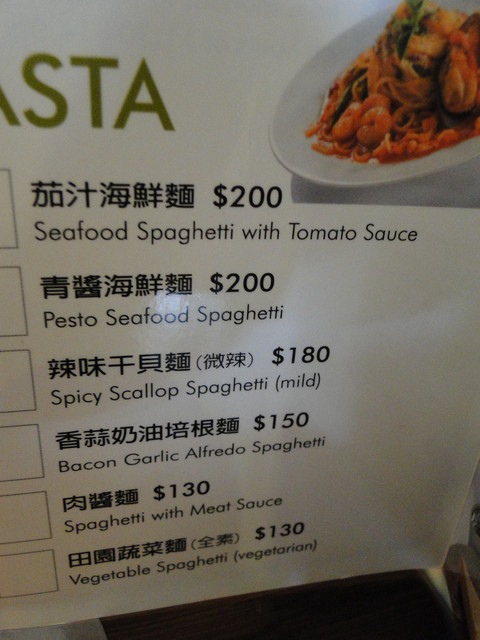 ASTA
茄汁海鮮麵 $200
Seafood Spaghetti with Tomato Sauce
青醬海鮮麵 $200
Pesto Seafood Spaghetti
辣味干貝麵(微辣) $180
Spicy Scallop Spaghetti (mild)
香蒜奶油培根麵 $150
Bacon Garlic Alfredo Spaghetti
肉醬麵 $130
Spaghetti with Meat Sauce
田園蔬菜麵(全素) $130
Vegetable Spaghetti (vegetarian)